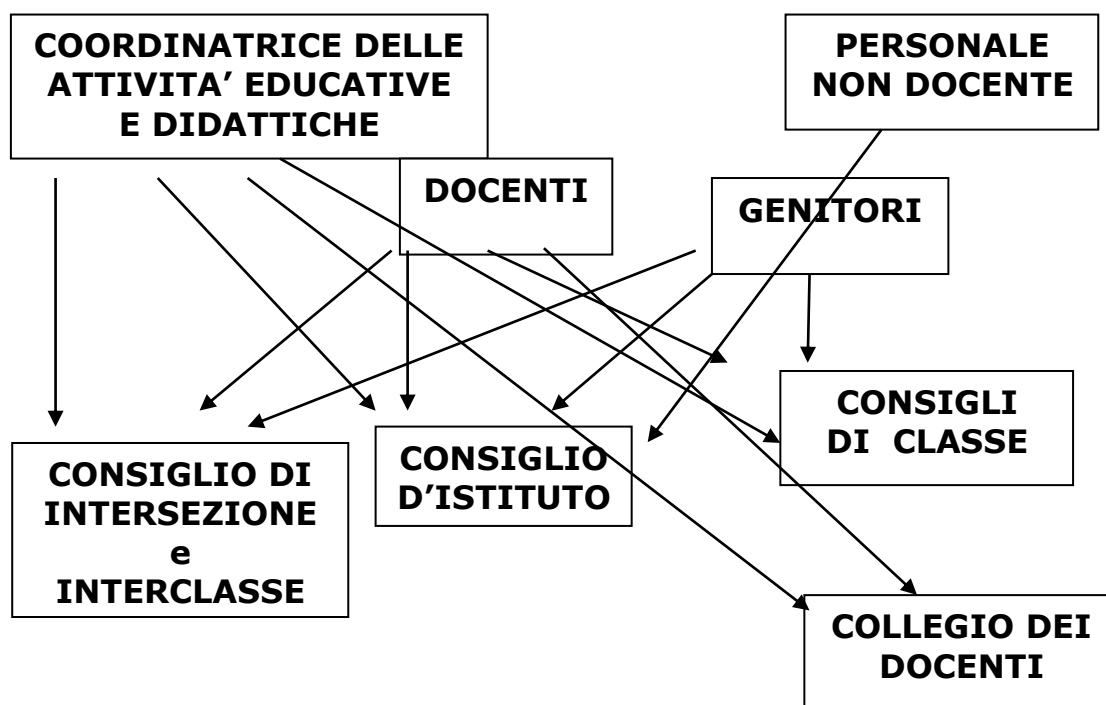 COORDINATRICE DELLE
ATTIVITA’ EDUCATIVE
E DIDATTICHE
PERSONALE
NON DOCENTE
DOCENTI
GENITORI
CONSIGLI
DI CLASSE
CONSIGLIO DI
INTERSEZIONE
e
INTERCLASSE
CONSIGLIO
D’ISTITUTO
COLLEGIO DEI
DOCENTI